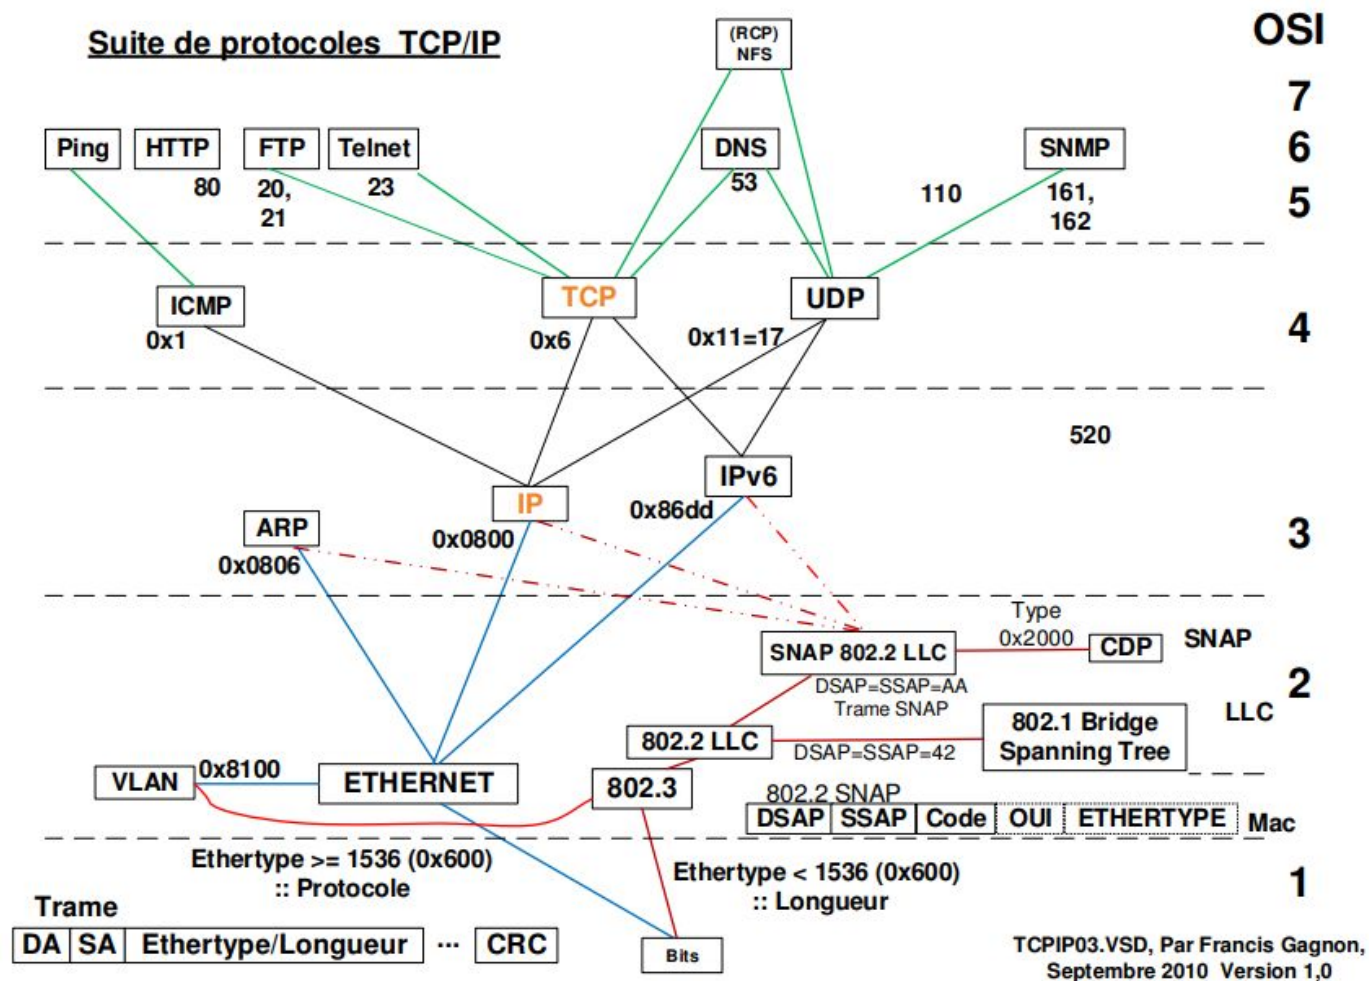 Suite de protocoles TCP/IP
(RCP)
NFS
OSI
7
Ping
HTTP
FTP
Telnet
DNS
SNMP
6
80
20,
21
23
53
110
161,
162
5
ICMP
TCP
UDP
0x1
0x6
0x11=17
4
520
IPv6
IP
0x86dd
ARP
0x0800
0x0806
3
Type
0x2000
SNAP 802.2 LLC
CDP
SNAP
DSAP=SSAP=AA
Trame SNAP
2
LLC
802.2 LLC
DSAP=SSAP=42
802.1 Bridge
Spanning Tree
VLAN
0x8100
ETHERNET
802.3
802.2 SNAP
DSAP SSAP Code OUI ETHERTYPE
Mac
Ethertype >= 1536 (0x600)
:: Protocole
Ethertype < 1536 (0x600)
:: Longueur
1
Trame
DA SA Ethertype/Longueur ... CRC
Bits
TCPIP03.VSD, Par Francis Gagnon,
Septembre 2010 Version 1,0